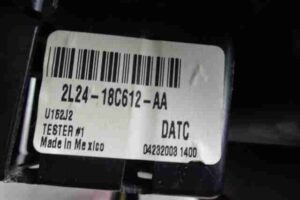 2L24-18C612-AA
U152J2
DATC
TESTER #1
Made in Mexico
04232003 1400